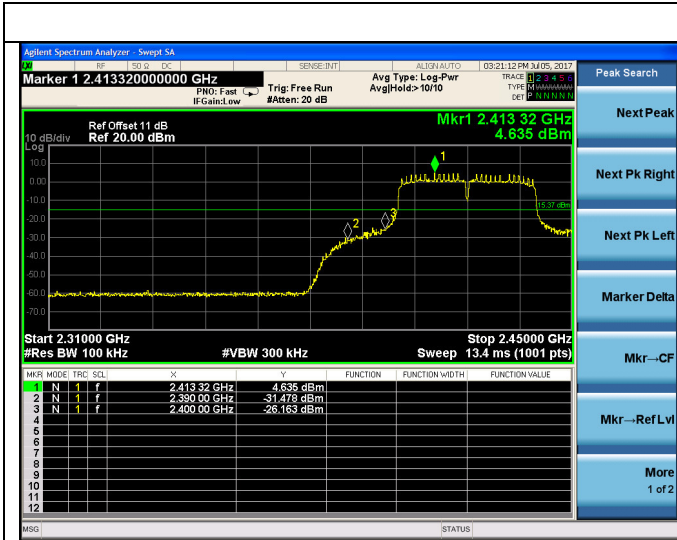 Agilent Spectrum Analyzer - Swept SA
RF 50 Ω DC SENSE:INT ALIGN AUTO 03:21:12 PM Jul 05, 2017
Marker 1 2.413320000000 GHz
PNO: Fast
IFGain:Low
Trig: Free Run
#Atten: 20 dB
Avg Type: Log-Pwr
Avg|Hold:>10/10
TRACE 1 2 3 4 5 6
TYPE M
DET P N N N N N
Peak Search
Next Peak
Next Pk Right
Next Pk Left
Marker Delta
Mkr→CF
Mkr→Ref Lvl
More
1 of 2
Mkr1 2.413 32 GHz
4.635 dBm
Ref Offset 11 dB
10 dB/div Ref 20.00 dBm
Log
10.0
0.00
-10.0
-20.0
-30.0
-40.0
-50.0
-60.0
-70.0
1
2
3
15.37 dBm
Start 2.31000 GHz Stop 2.45000 GHz
#Res BW 100 kHz #VBW 300 kHz Sweep 13.4 ms (1001 pts)
MKR MODE TRC SCL X Y FUNCTION FUNCTION WIDTH FUNCTION VALUE
1 N 1 f 2.413 32 GHz 4.635 dBm
2 N 1 f 2.390 00 GHz -31.478 dBm
3 N 1 f 2.400 00 GHz -26.163 dBm
4
5
6
7
8
9
10
11
12
MSG STATUS